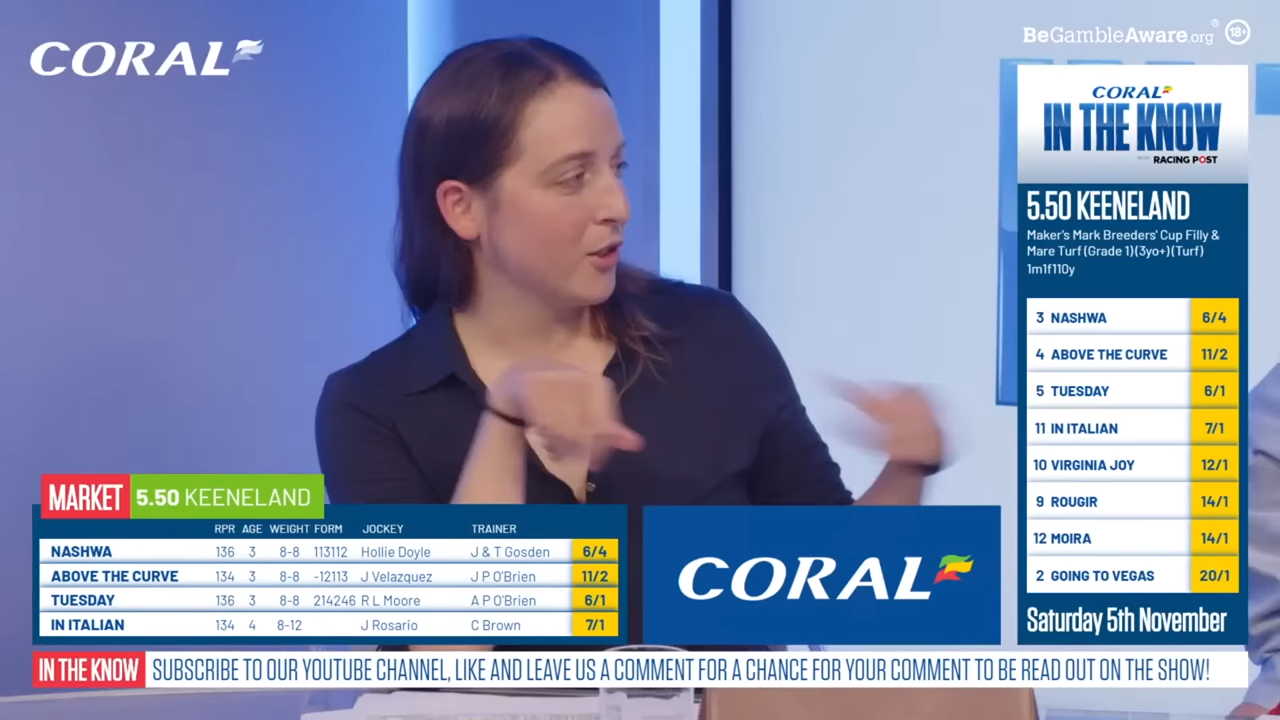 CORAL
BeGambleAware.org® 18+
CORAL
IN THE KNOW
WITH RACING POST
5.50 KEENELAND
Maker's Mark Breeders' Cup Filly &
Mare Turf (Grade 1)(3yo+)(Turf)
1m1f110y
3 NASHWA 6/4
4 ABOVE THE CURVE 11/2
5 TUESDAY 6/1
11 IN ITALIAN 7/1
10 VIRGINIA JOY 12/1
9 ROUGIR 14/1
12 MOIRA 14/1
2 GOING TO VEGAS 20/1
Saturday 5th November
MARKET 5.50 KEENELAND
RPR AGE WEIGHT FORM JOCKEY TRAINER
NASHWA 136 3 8-8 113112 Hollie Doyle J & T Gosden 6/4
ABOVE THE CURVE 134 3 8-8 -12113 J Velazquez J P O'Brien 11/2
TUESDAY 136 3 8-8 214246 R L Moore A P O'Brien 6/1
IN ITALIAN 134 4 8-12 J Rosario C Brown 7/1
CORAL
IN THE KNOW SUBSCRIBE TO OUR YOUTUBE CHANNEL, LIKE AND LEAVE US A COMMENT FOR A CHANCE FOR YOUR COMMENT TO BE READ OUT ON THE SHOW!